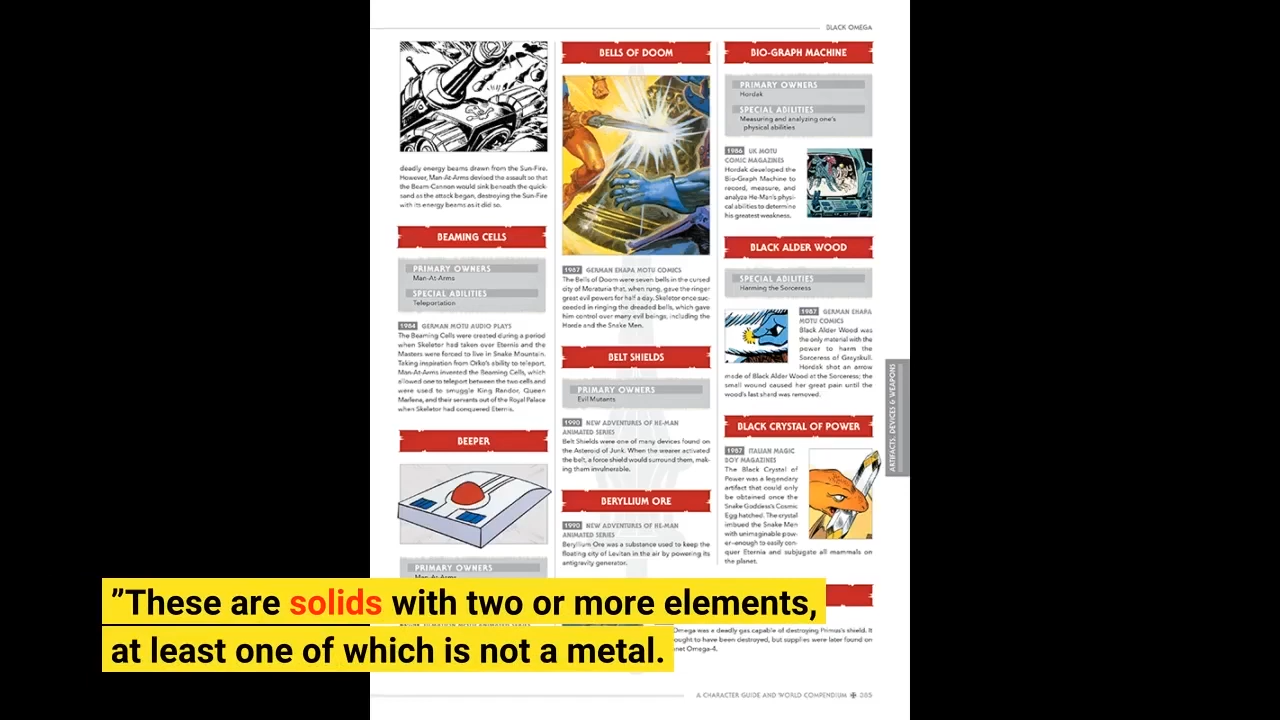 BLACK OMEGA
deadly energy beams drawn from the Sun-Fire.
However, Man-At-Arms devised the assault so that
the Beam-Cannon would sink beneath the quick-
sand as the attack began, destroying the Sun-Fire
with its energy beams as it did so.
BEAMING CELLS
PRIMARY OWNERS
Man-At-Arms
SPECIAL ABILITIES
Teleportation
1984 GERMAN MOTU AUDIO PLAYS
The Beaming Cells were created during a period
when Skeletor had taken over Eternia and the
Masters were forced to live in Snake Mountain.
Taking inspiration from Orko's ability to teleport,
Man-At-Arms invented the Beaming Cells, which
allowed one to teleport between the two cells and
were used to smuggle King Randor, Queen
Marlena, and their servants out of the Royal Palace
when Skeletor had conquered Eternia.
BEEPER
PRIMARY OWNERS
Man-At-Arms
BELLS OF DOOM
1987 GERMAN EHAPA MOTU COMICS
The Bells of Doom were seven bells in the cursed
city of Moraturia that, when rung, gave the ringer
great evil powers for half a day. Skeletor once suc-
ceeded in ringing the dreaded bells, which gave
him control over many evil beings, including the
Horde and the Snake Men.
BELT SHIELDS
PRIMARY OWNERS
Evil Mutants
1990 NEW ADVENTURES OF HE-MAN
ANIMATED SERIES
Belt Shields were one of many devices found on
the Asteroid of Junk. When the wearer activated
the belt, a force shield would surround them, mak-
ing them invulnerable.
BERYLLIUM ORE
1990 NEW ADVENTURES OF HE-MAN
ANIMATED SERIES
Beryllium Ore was a substance used to keep the
floating city of Levitan in the air by powering its
antigravity generator.
BIO-GRAPH MACHINE
PRIMARY OWNERS
Hordak
SPECIAL ABILITIES
Measuring and analyzing one's
physical abilities
1986 UK MOTU
COMIC MAGAZINES
Hordak developed the
Bio-Graph Machine to
record, measure, and
analyze He-Man's physi-
cal abilities to determine
his greatest weakness.
BLACK ALDER WOOD
SPECIAL ABILITIES
Harming the Sorceress
1987 GERMAN EHAPA
MOTU COMICS
Black Alder Wood was
the only material with the
power to harm the
Sorceress of Grayskull.
Hordak shot an arrow
made of Black Alder Wood at the Sorceress; the
small wound caused her great pain until the
wood's last shard was removed.
BLACK CRYSTAL OF POWER
1987 ITALIAN MAGIC
BOY MAGAZINES
The Black Crystal of
Power was a legendary
artifact that could only
be obtained once the
Snake Goddess's Cosmic
Egg hatched. The crystal
imbued the Snake Men
with unimaginable pow-
er–enough to easily con-
quer Eternia and subjugate all mammals on
the planet.
Omega was a deadly gas capable of destroying Primus's shield. It
ought to have been destroyed, but supplies were later found on
net Omega-4.
ARTIFACTS, DEVICES & WEAPONS
”These are solids with two or more elements,
at least one of which is not a metal.
A CHARACTER GUIDE AND WORLD COMPENDIUM 285